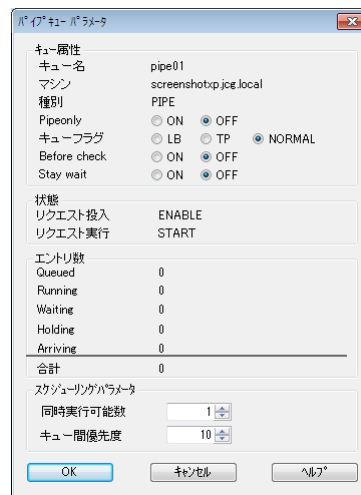 ﾊﾟｲﾌﾟｷｭｰ ﾊﾟﾗﾒｰﾀ
キュー属性
キュー名 pipe01
マシン screenshotxp.jcg.local
種別 PIPE
Pipeonly ON OFF
キューフラグ LB TP NORMAL
Before check ON OFF
Stay wait ON OFF
状態
リクエスト投入 ENABLE
リクエスト実行 START
エントリ数
Queued 0
Running 0
Waiting 0
Holding 0
Arriving 0
合計 0
ｽｹｼﾞｭｰﾘﾝｸﾞﾊﾟﾗﾒｰﾀ
同時実行可能数 1
キュー間優先度 10
OK ｷｬﾝｾﾙ ﾍﾙﾌﾟ